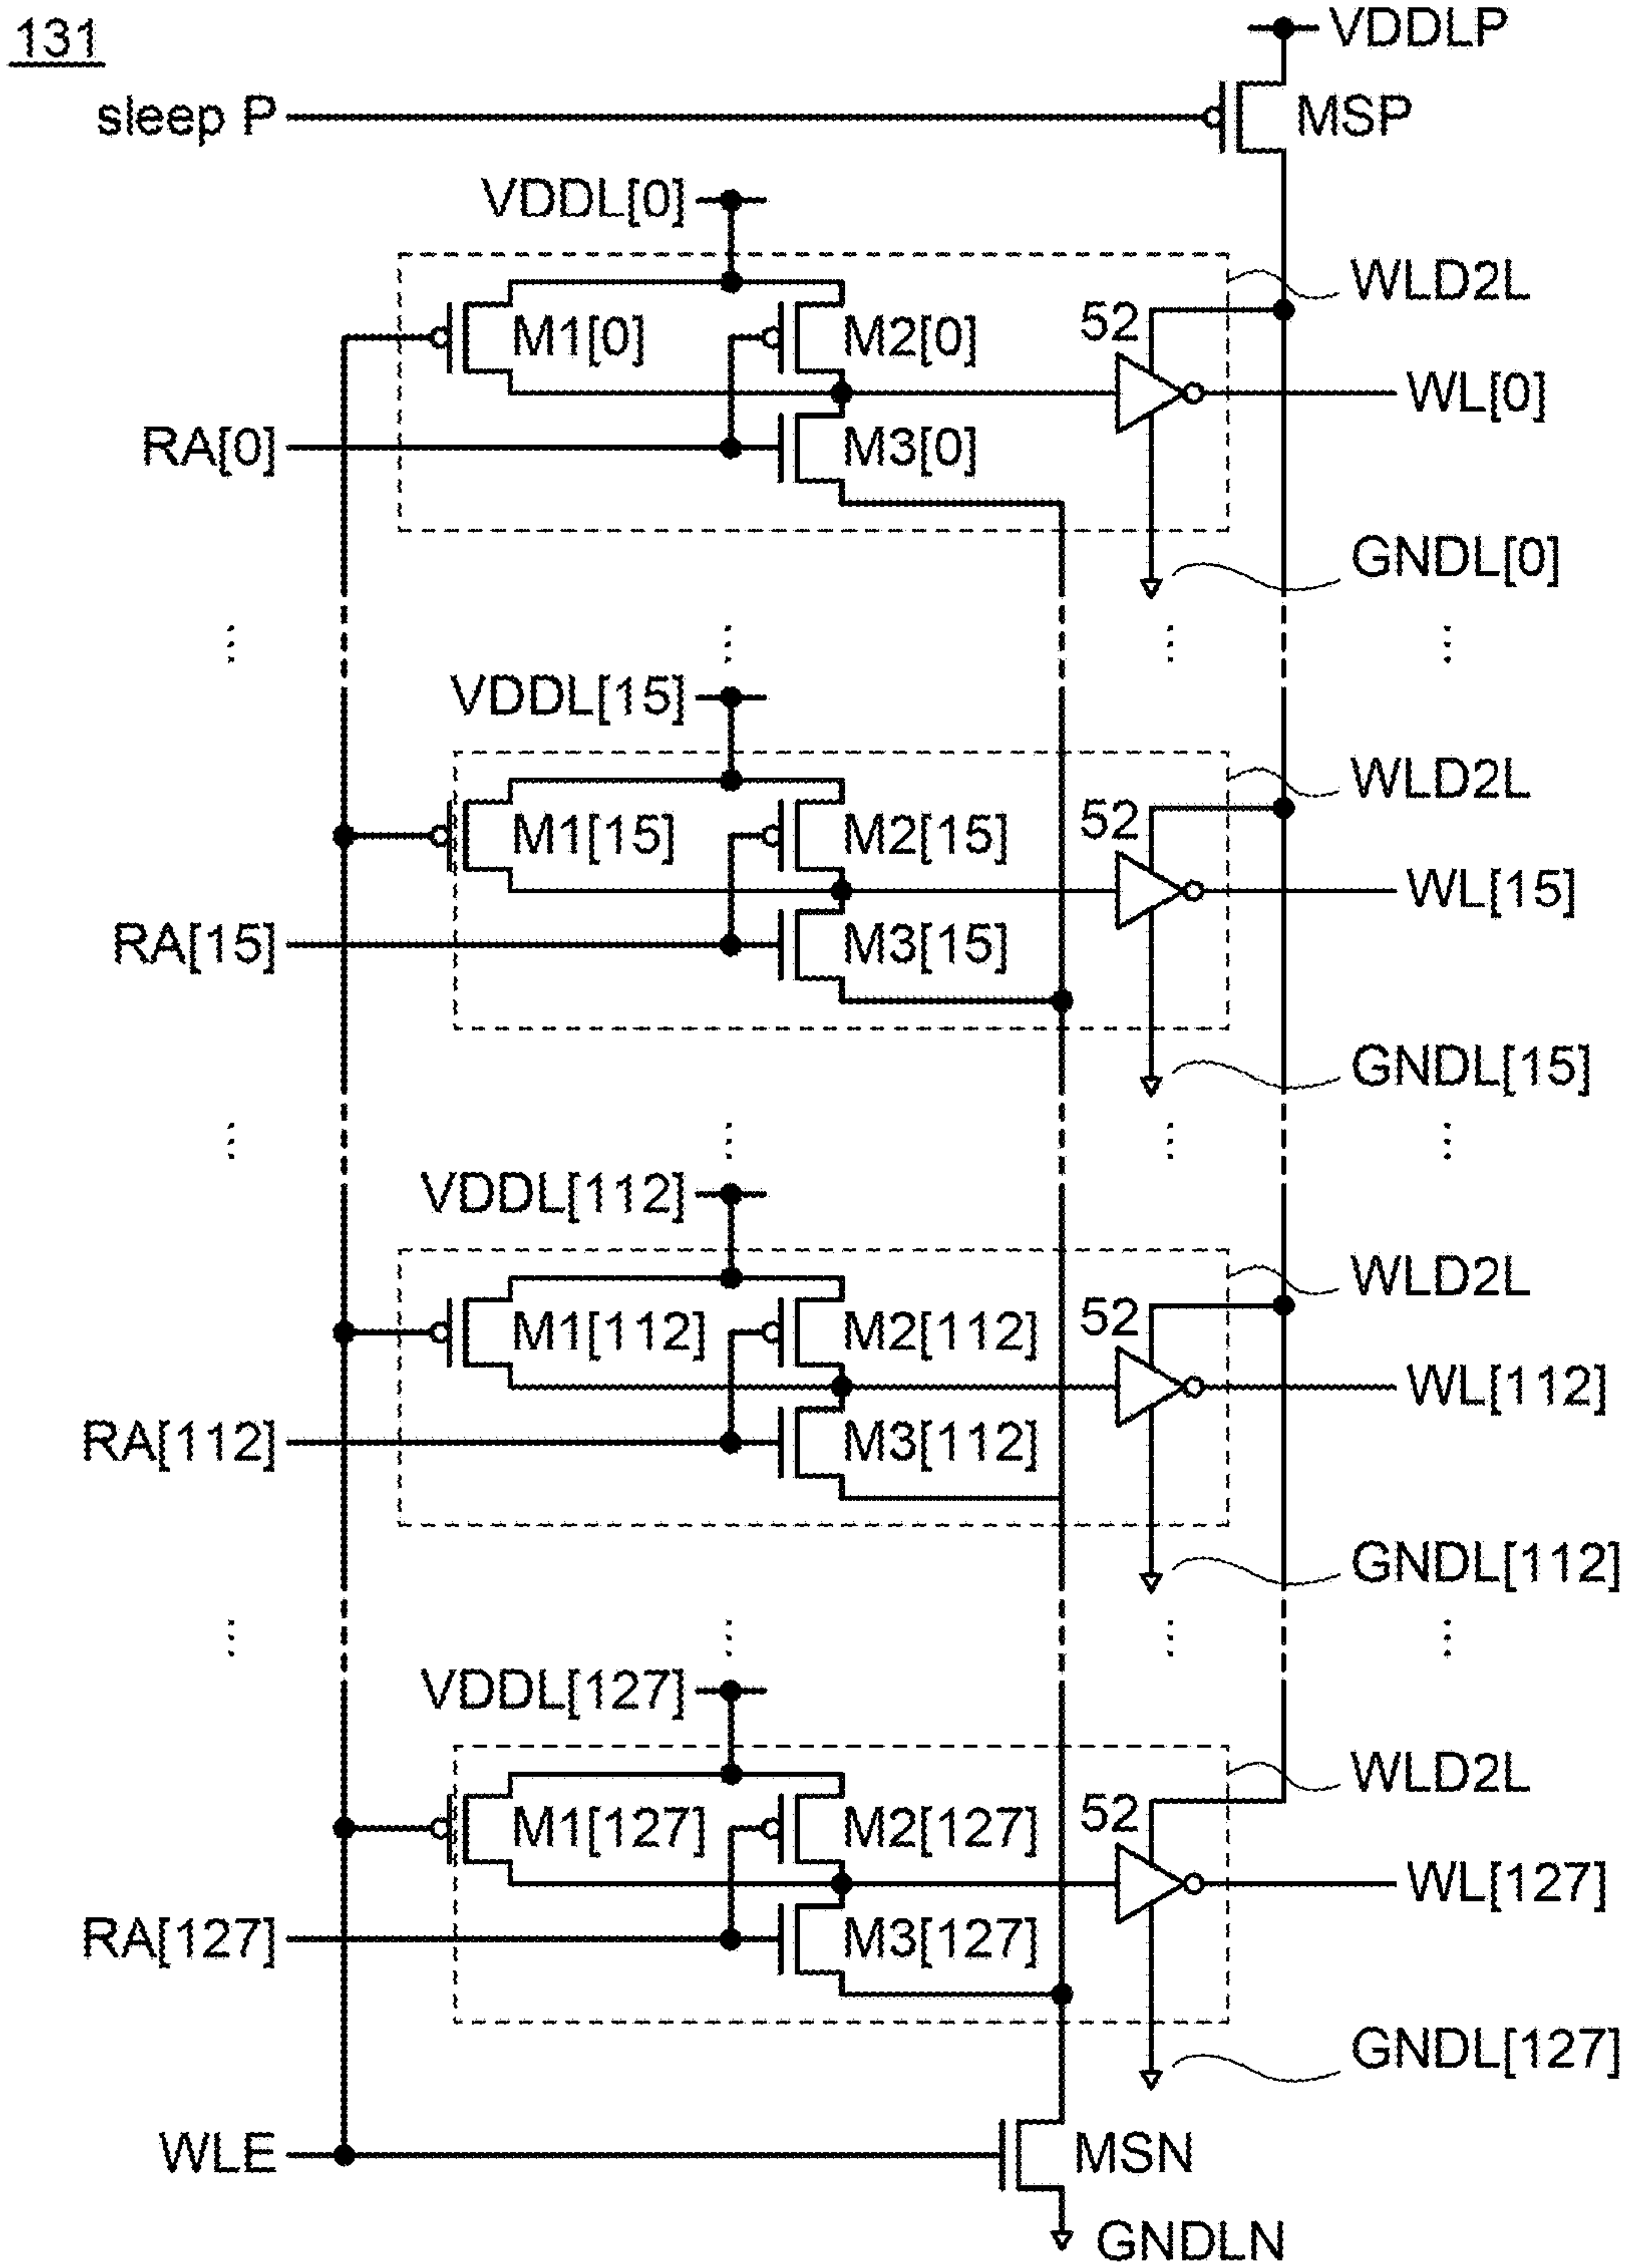 131
VDDLP
sleep P
MSP
VDDL[0]
WLD2L
M1[0] M2[0] 52
WL[0]
RA[0] M3[0]
GNDL[0]
... ... ... ...
VDDL[15]
WLD2L
M1[15] M2[15] 52
WL[15]
RA[15] M3[15]
GNDL[15]
... ... ... ...
VDDL[112]
WLD2L
M1[112] M2[112] 52
WL[112]
RA[112] M3[112]
GNDL[112]
... ... ... ...
VDDL[127]
WLD2L
M1[127] M2[127] 52
WL[127]
RA[127] M3[127]
GNDL[127]
WLE MSN
GNDLN